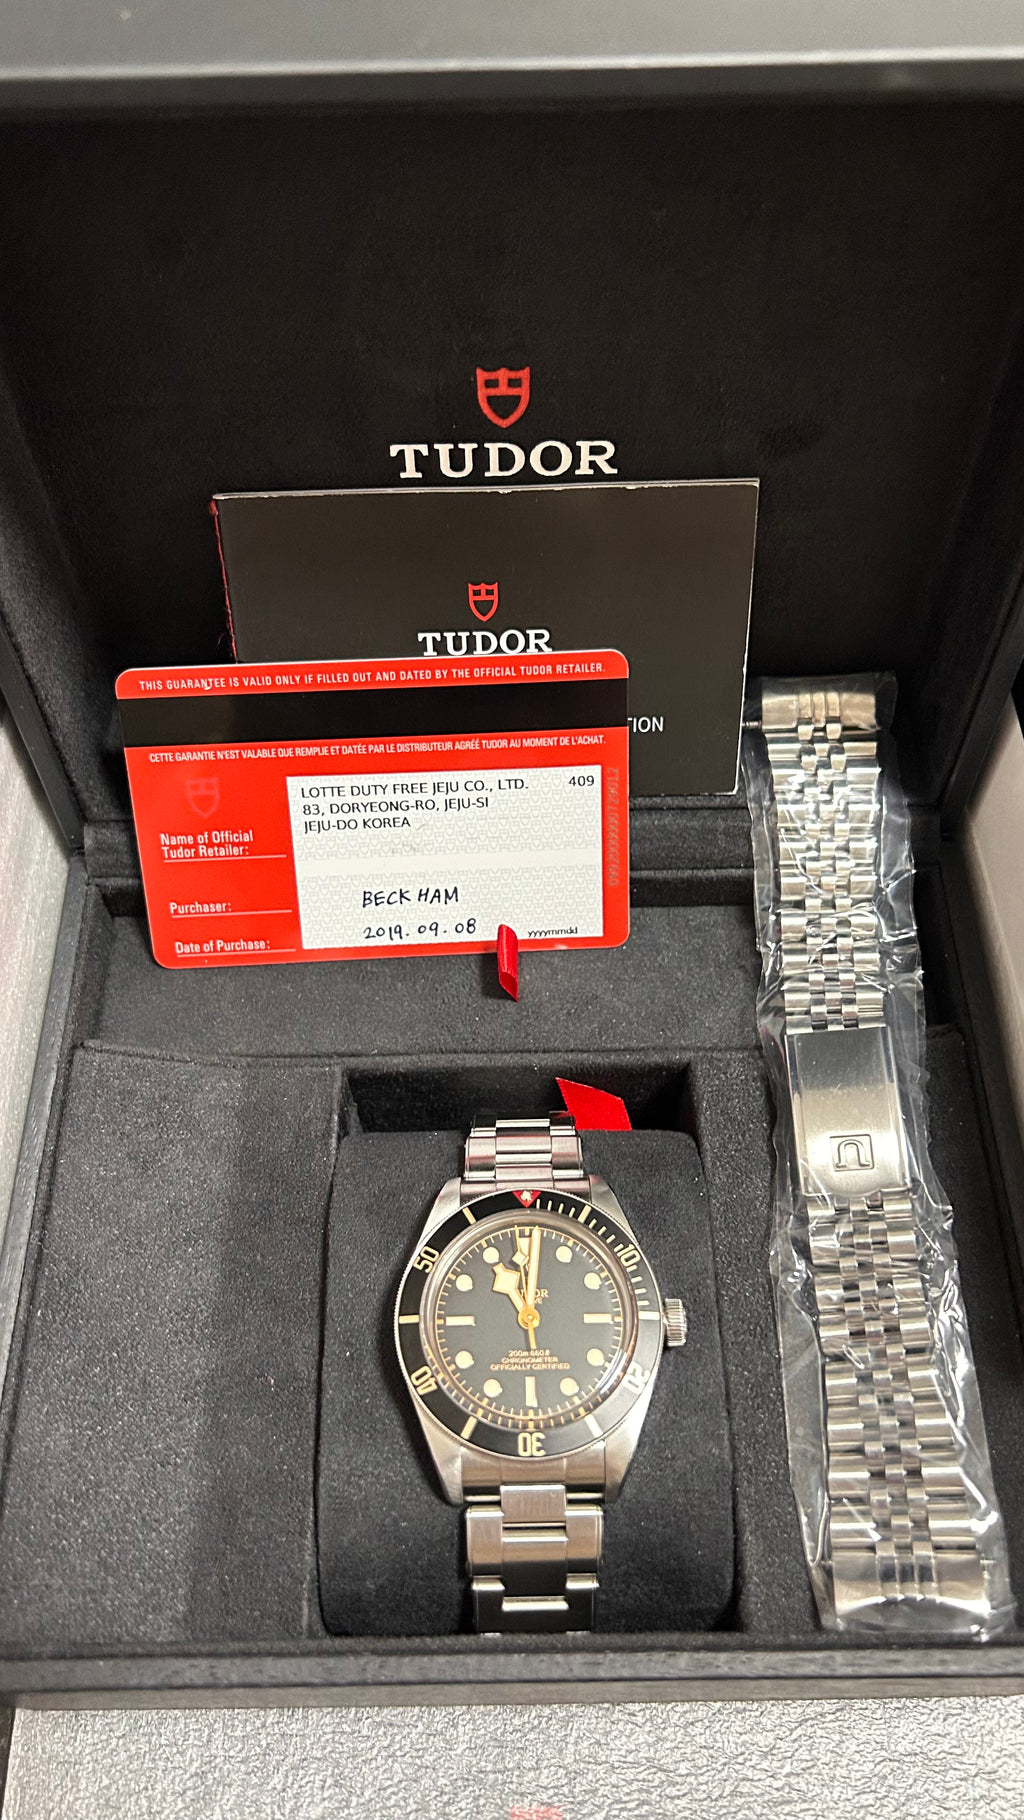 TUDOR
TUDOR
TION
THIS GUARANTEE IS VALID ONLY IF FILLED OUT AND DATED BY THE OFFICIAL TUDOR RETAILER.
CETTE GARANTIE N'EST VALABLE QUE REMPLIE ET DATÉE PAR LE DISTRIBUTEUR AGRÉÉ TUDOR AU MOMENT DE L'ACHAT.
LOTTE DUTY FREE JEJU CO., LTD. 409
83, DORYEONG-RO, JEJU-SI
JEJU-DO KOREA
Name of Official
Tudor Retailer:
Purchaser: BECKHAM
Date of Purchase: 2019.09.08 yyyymmdd
U
10
20
30
40
50
200m 660ft
CHRONOMETER
OFFICIALLY CERTIFIED